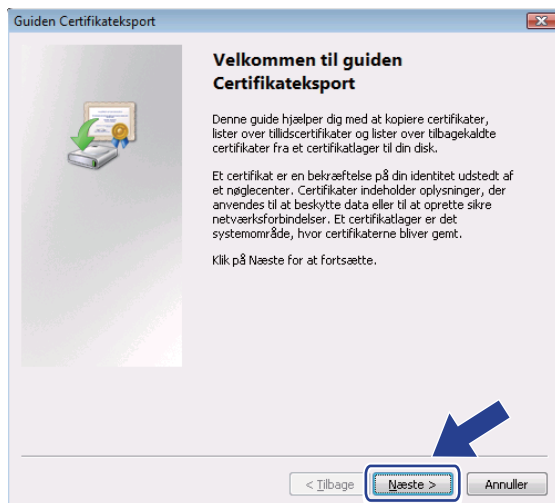 Guiden Certifikateksport
Velkommen til guiden
Certifikateksport
Denne guide hjælper dig med at kopiere certifikater,
lister over tillidscertifikater og lister over tilbagekaldte
certifikater fra et certifikatlager til din disk.
Et certifikat er en bekræftelse på din identitet udstedt af
et nøglecenter. Certifikater indeholder oplysninger, der
anvendes til at beskytte data eller til at oprette sikre
netværksforbindelser. Et certifikatlager er det
systemområde, hvor certifikaterne bliver gemt.
Klik på Næste for at fortsætte.
< Tilbage
Næste >
Annuller